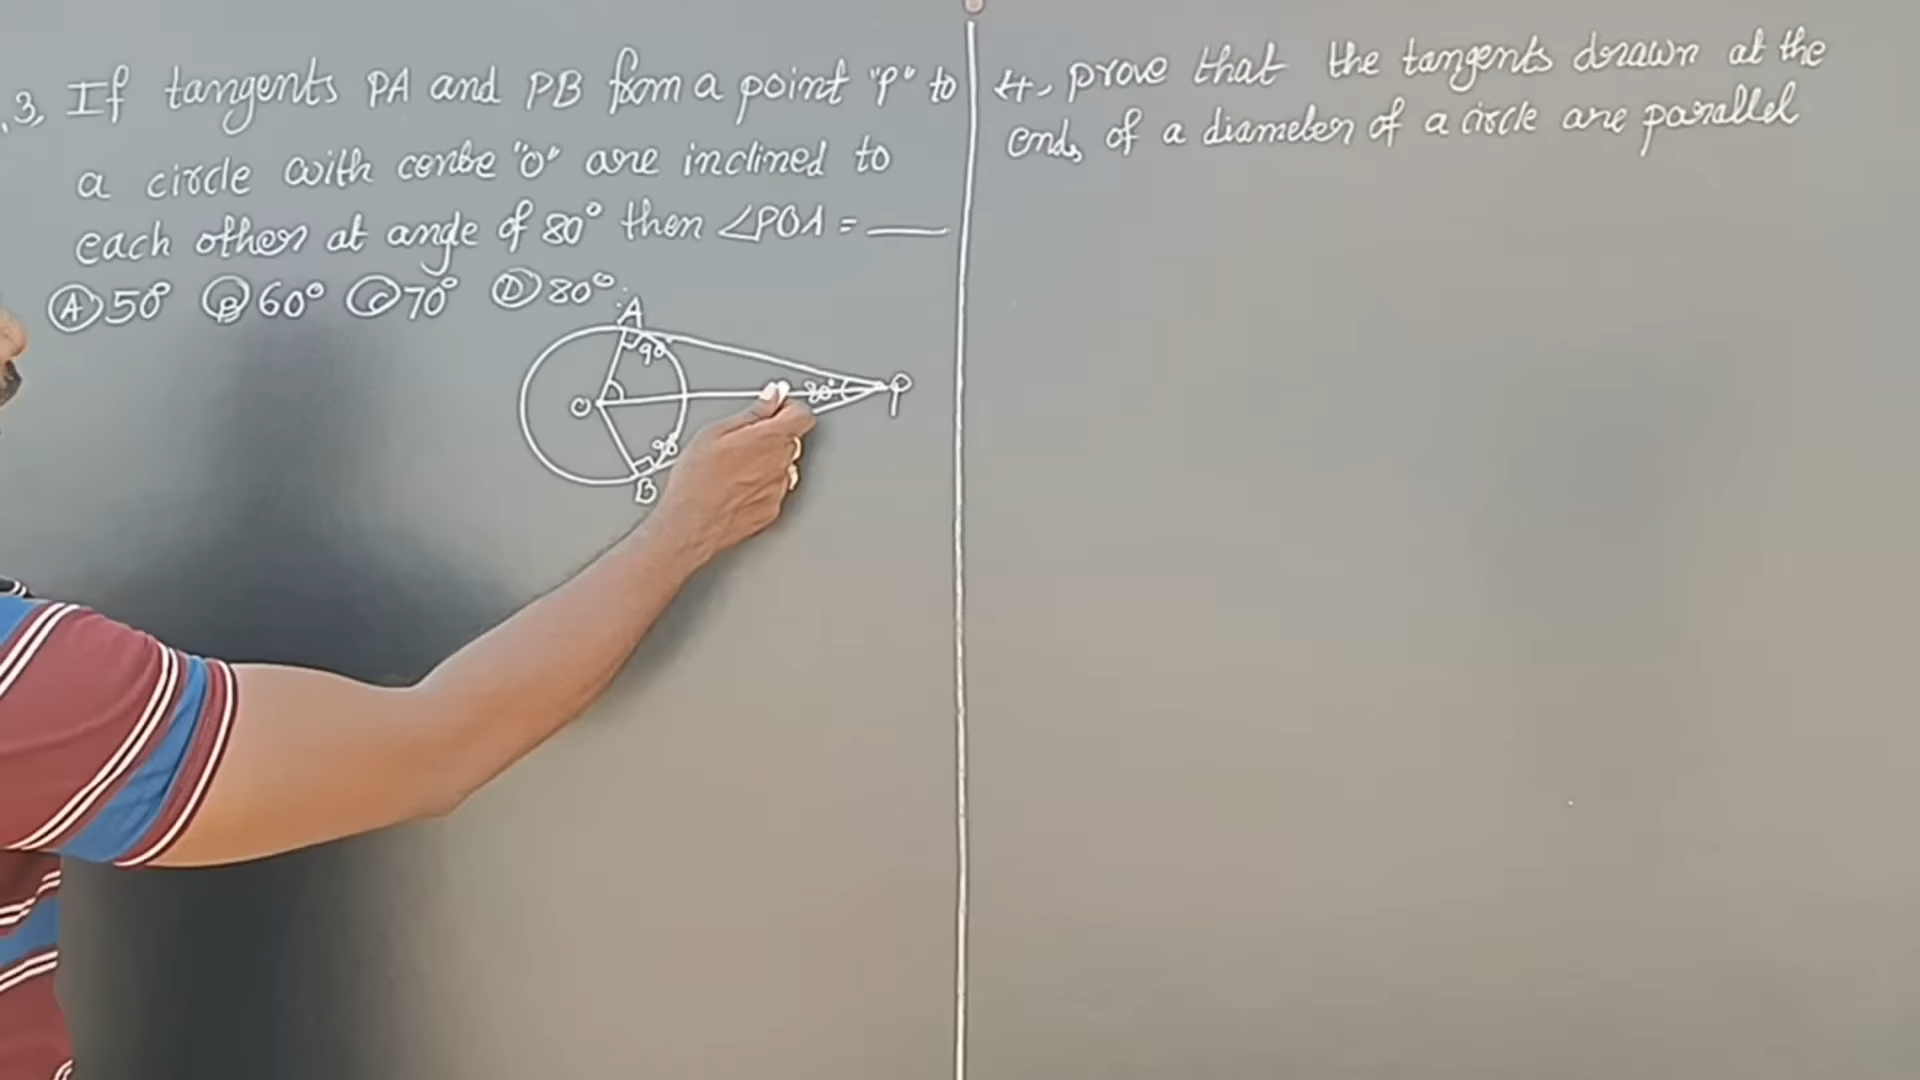 3, If tangents PA and PB from a point "P" to
a circle with centre "O" are inclined to
each other at angle of 80° then ∠POA = ___
(A) 50° (B) 60° (C) 70° (D) 80°
A
90
O
80°
P
90
B
4, prove that the tangents drawn at the
ends of a diameter of a circle are parallel